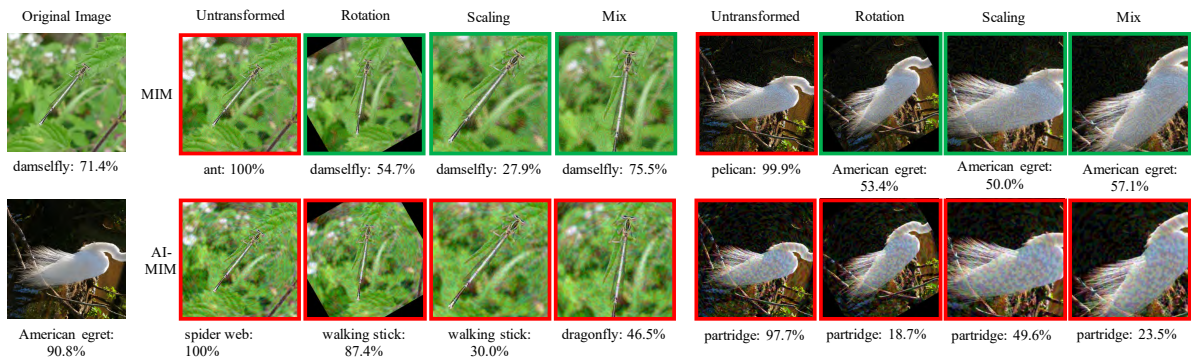 Original Image Untransformed Rotation Scaling Mix Untransformed Rotation Scaling Mix
MIM
damselfly: 71.4% ant: 100% damselfly: 54.7% damselfly: 27.9% damselfly: 75.5% pelican: 99.9% American egret: 53.4% American egret: 50.0% American egret: 57.1%
AI-
MIM
American egret: 90.8% spider web: 100% walking stick: 87.4% walking stick: 30.0% dragonfly: 46.5% partridge: 97.7% partridge: 18.7% partridge: 49.6% partridge: 23.5%